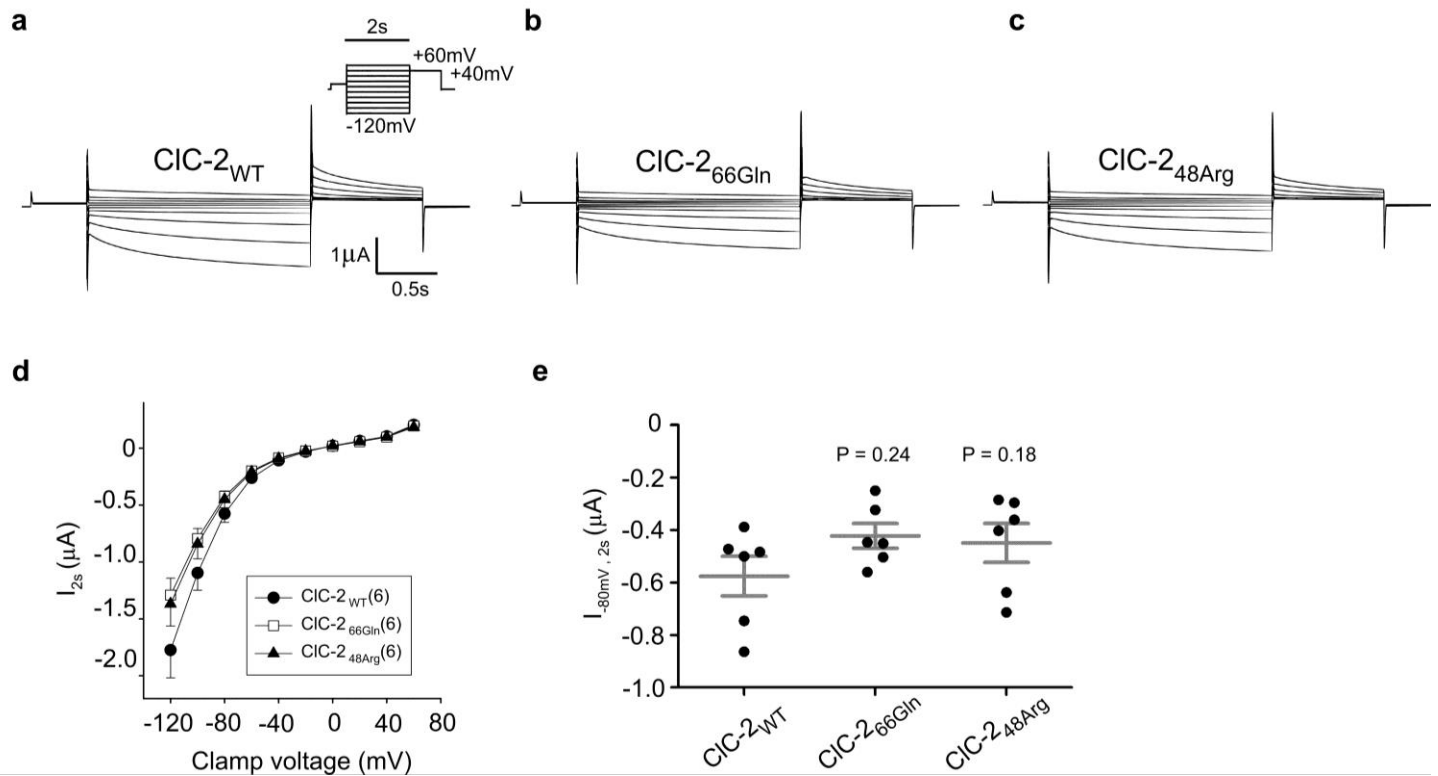 a
b
c
2s
+60mV
+40mV
-120mV
ClC-2WT
ClC-266Gln
ClC-248Arg
1μA
0.5s
d
e
0
-0.5
-1.0
-1.5
-2.0
I2s (μA)
-120 -80 -40 0 40 80
Clamp voltage (mV)
ClC-2WT(6)
ClC-266Gln(6)
ClC-248Arg(6)
0
-0.2
-0.4
-0.6
-0.8
-1.0
I-80mV, 2s (μA)
P = 0.24
P = 0.18
ClC-2WT
ClC-266Gln
ClC-248Arg